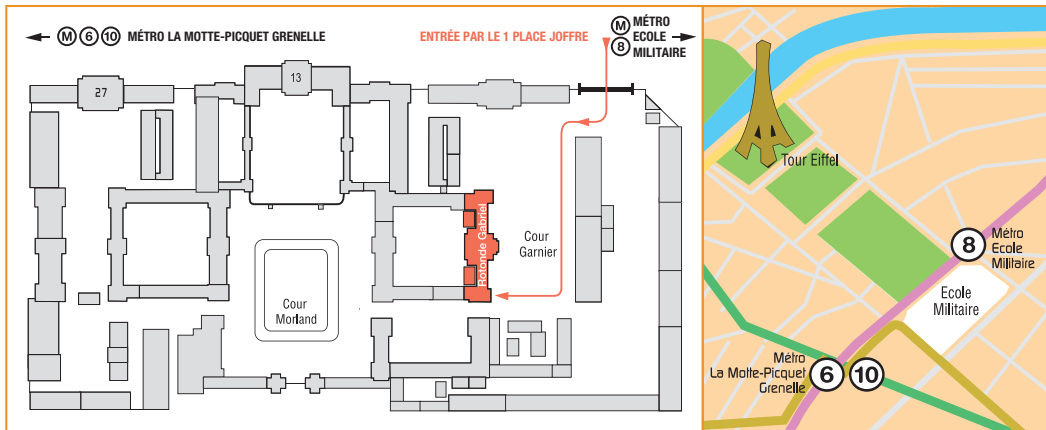 M 6 10 MÉTRO LA MOTTE-PICQUET GRENELLE
ENTRÉE PAR LE 1 PLACE JOFFRE
M MÉTRO
ECOLE
8 MILITAIRE
27
13
Rotonde Gabriel
Cour
Garnier
Cour
Morland
Tour Eiffel
8 Métro
Ecole
Militaire
Ecole
Militaire
Métro
La Motte-Picquet
Grenelle
6 10